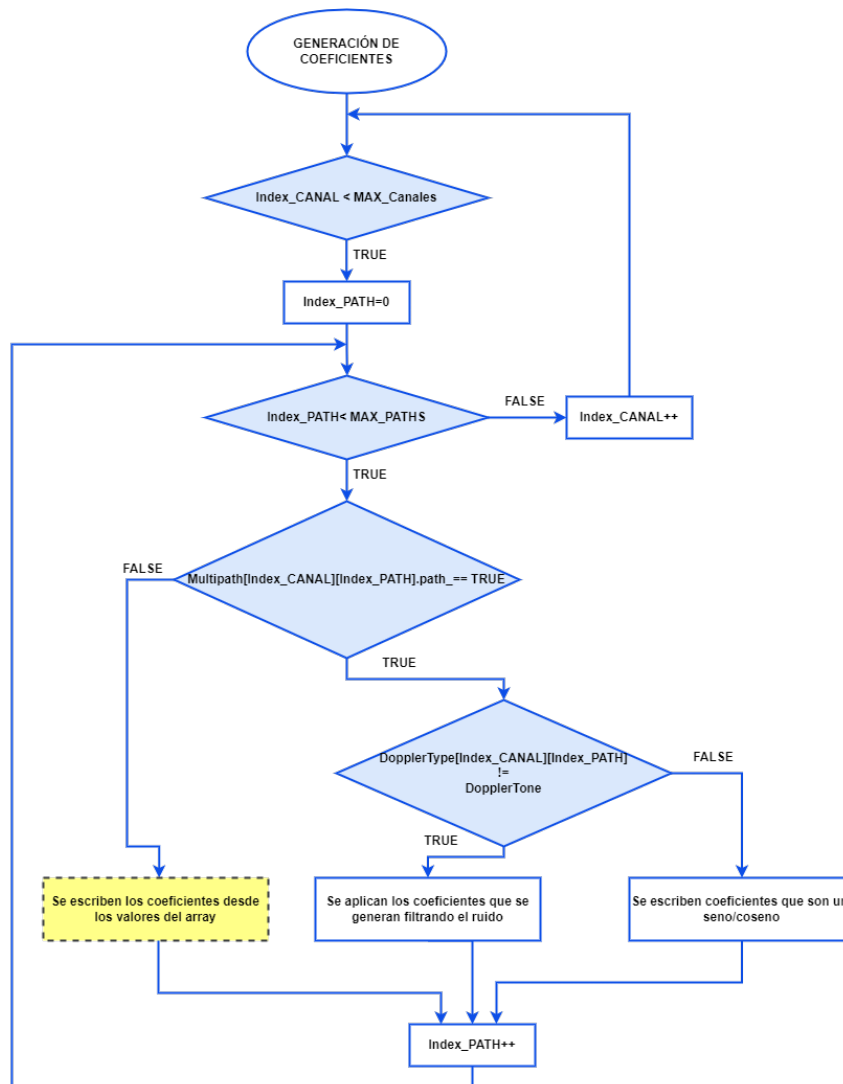 GENERACIÓN DE
COEFICIENTES
Index_CANAL < MAX_Canales
TRUE
Index_PATH=0
Index_PATH< MAX_PATHS
FALSE
Index_CANAL++
TRUE
FALSE
Multipath[Index_CANAL][Index_PATH].path_== TRUE
TRUE
DopplerType[Index_CANAL][Index_PATH]
!=
DopplerTone
FALSE
TRUE
Se escriben los coeficientes desde
los valores del array
Se aplican los coeficientes que se
generan filtrando el ruido
Se escriben coeficientes que son un
seno/coseno
Index_PATH++